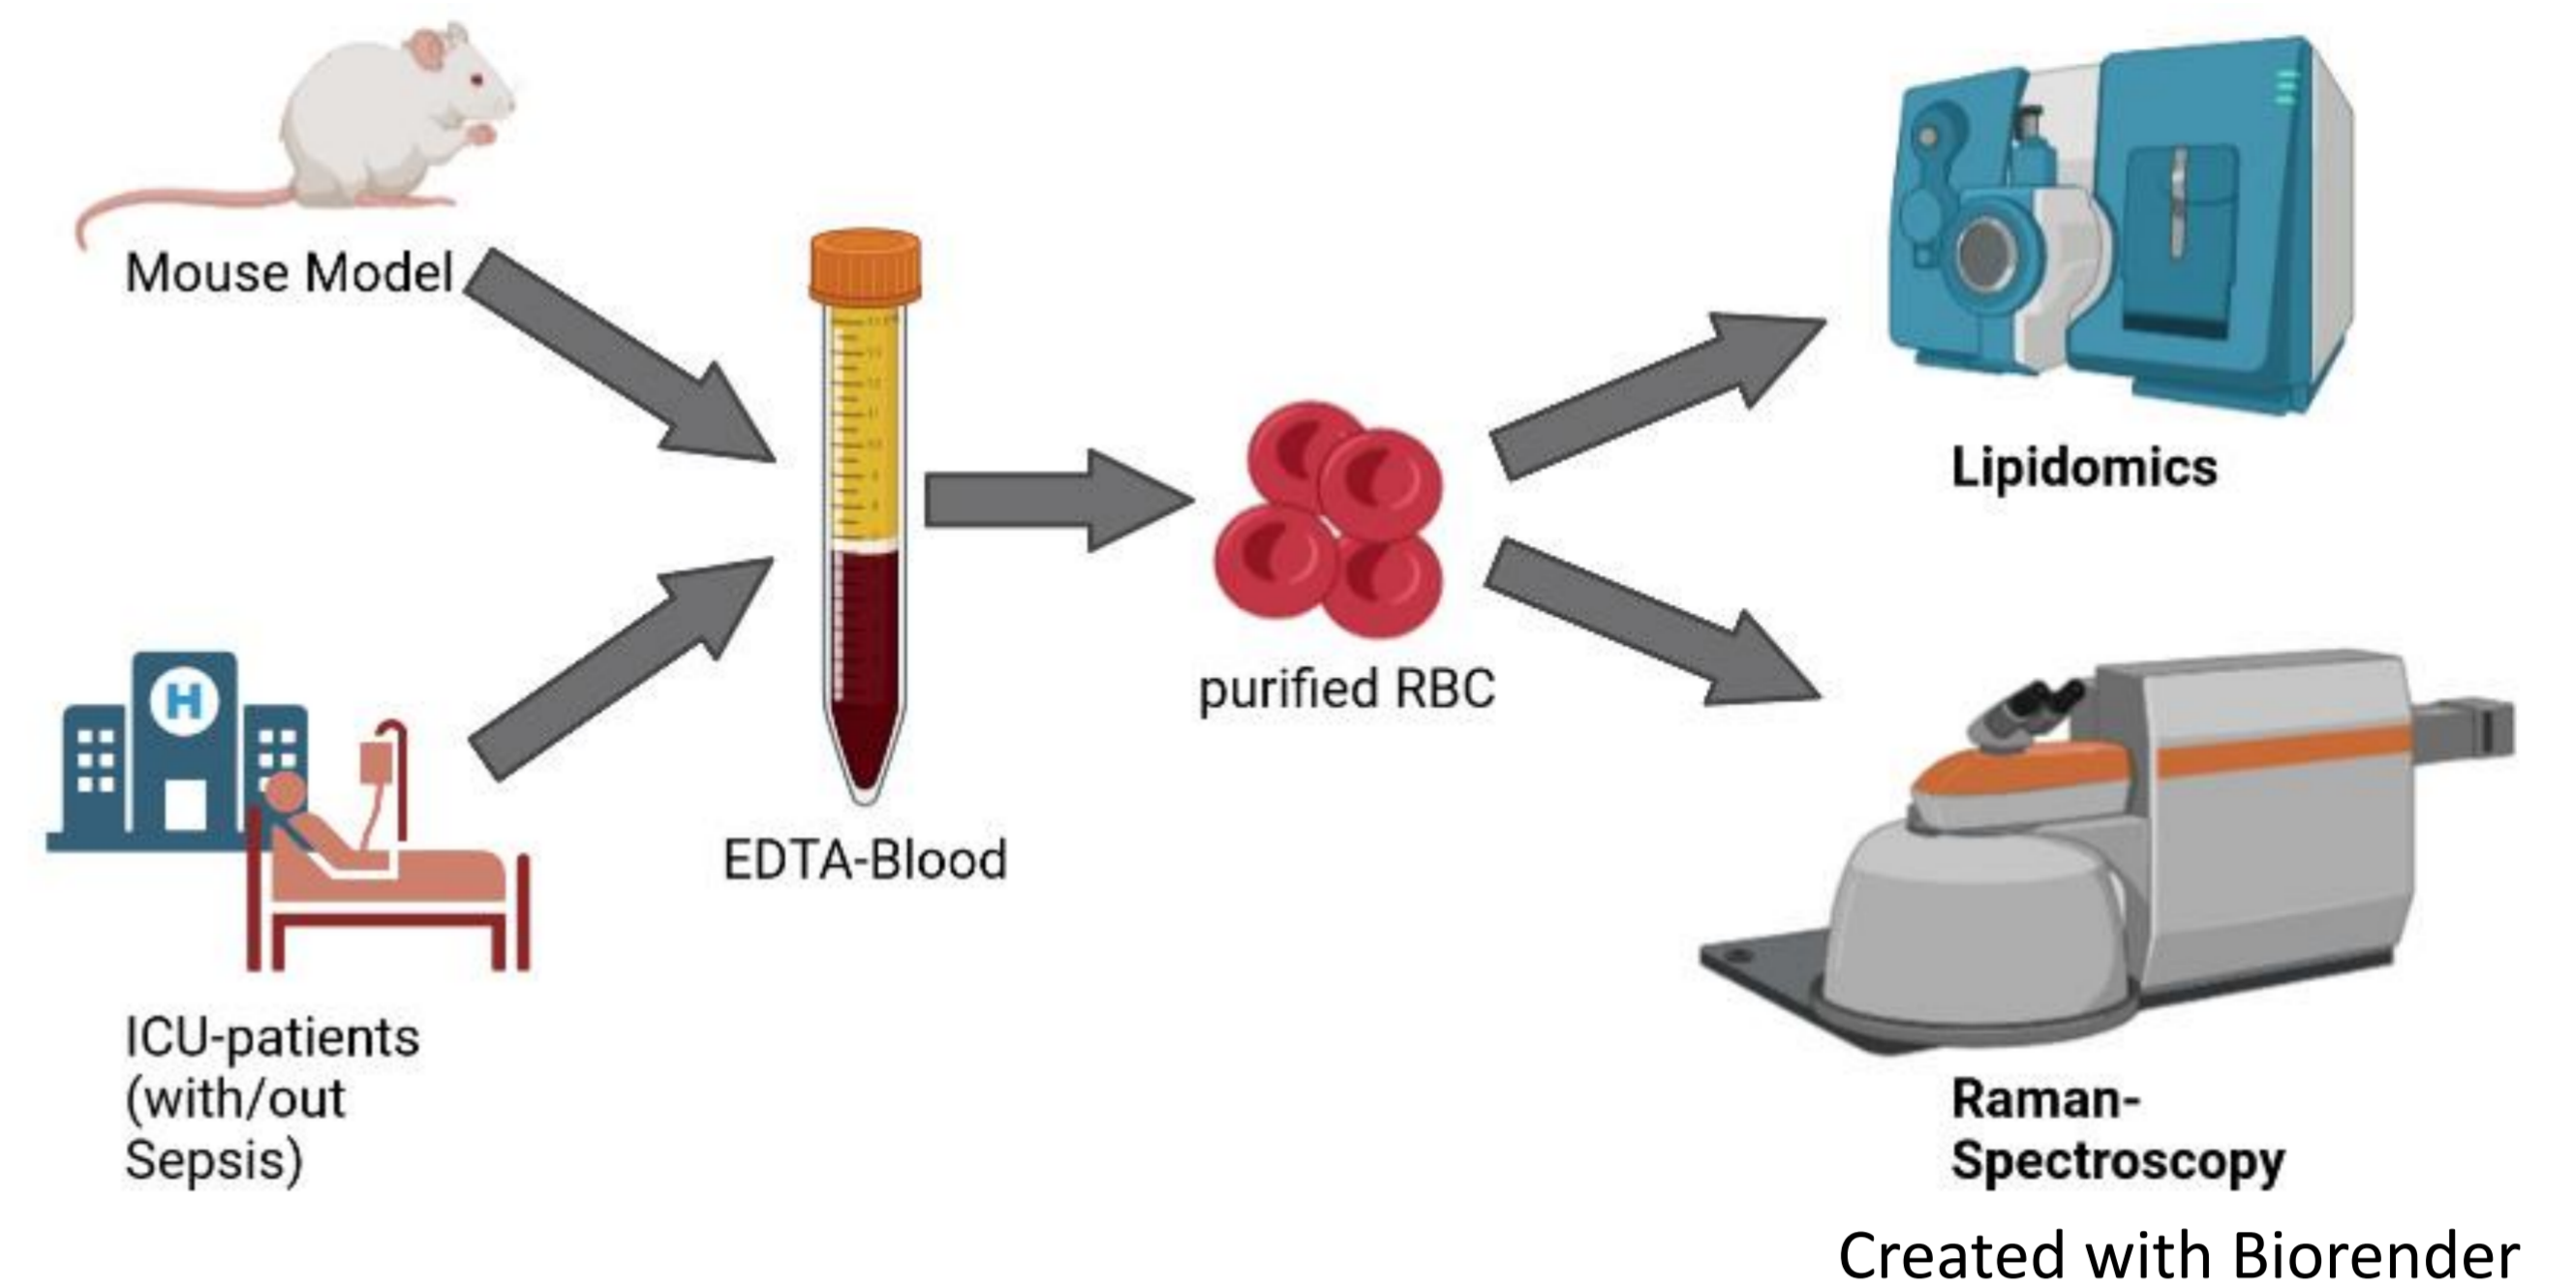 Mouse Model
H
ICU-patients
(with/out
Sepsis)
EDTA-Blood
purified RBC
Lipidomics
Raman-
Spectroscopy
Created with Biorender